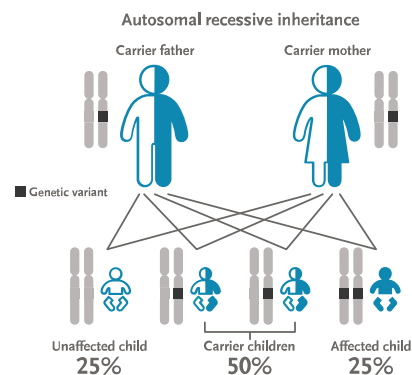 Autosomal recessive inheritance
Carrier father
Carrier mother
Genetic variant
Unaffected child
Carrier children
Affected child
25%
50%
25%